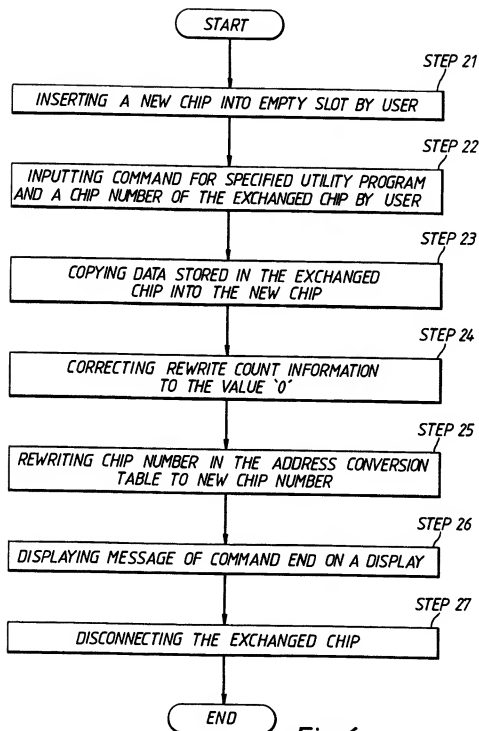 START
STEP 21
INSERTING A NEW CHIP INTO EMPTY SLOT BY USER
STEP 22
INPUTTING COMMAND FOR SPECIFIED UTILITY PROGRAM
AND A CHIP NUMBER OF THE EXCHANGED CHIP BY USER
STEP 23
COPYING DATA STORED IN THE EXCHANGED
CHIP INTO THE NEW CHIP
STEP 24
CORRECTING REWRITE COUNT INFORMATION
TO THE VALUE '0'
STEP 25
REWRITING CHIP NUMBER IN THE ADDRESS CONVERSION
TABLE TO NEW CHIP NUMBER
STEP 26
DISPLAYING MESSAGE OF COMMAND END ON A DISPLAY
STEP 27
DISCONNECTING THE EXCHANGED CHIP
END